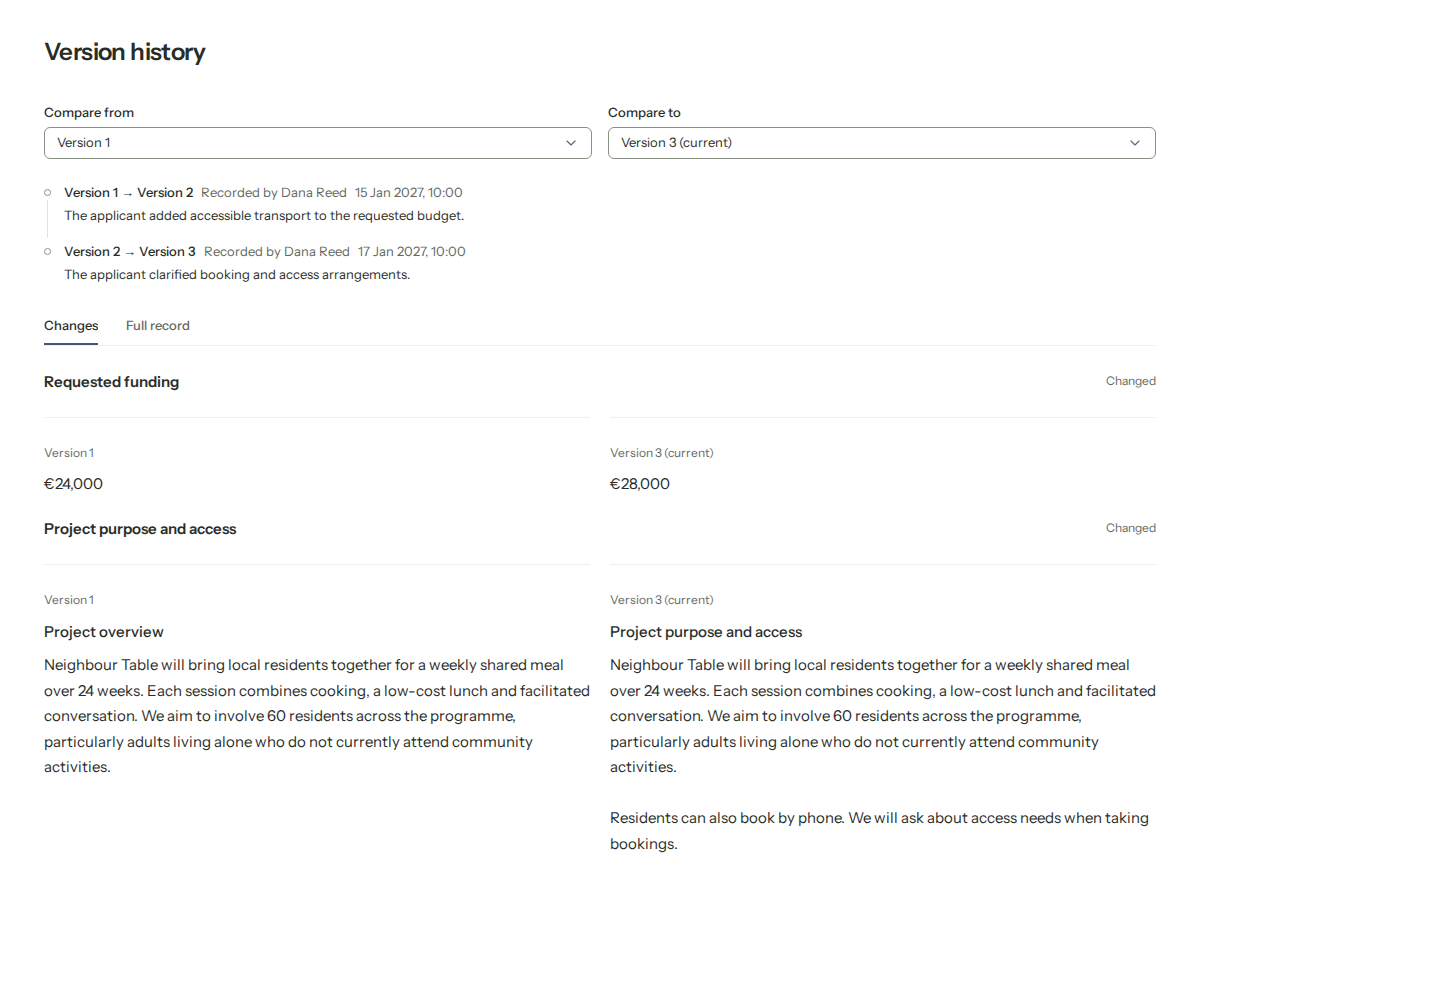 Version history
Compare from
Compare to
Version 1
Version 3 (current)
Version 1 → Version 2 Recorded by Dana Reed 15 Jan 2027, 10:00
The applicant added accessible transport to the requested budget.
Version 2 → Version 3 Recorded by Dana Reed 17 Jan 2027, 10:00
The applicant clarified booking and access arrangements.
Changes Full record
Requested funding
Changed
Version 1
€24,000
Version 3 (current)
€28,000
Project purpose and access
Changed
Version 1
Project overview
Neighbour Table will bring local residents together for a weekly shared meal
over 24 weeks. Each session combines cooking, a low-cost lunch and facilitated
conversation. We aim to involve 60 residents across the programme,
particularly adults living alone who do not currently attend community
activities.
Version 3 (current)
Project purpose and access
Neighbour Table will bring local residents together for a weekly shared meal
over 24 weeks. Each session combines cooking, a low-cost lunch and facilitated
conversation. We aim to involve 60 residents across the programme,
particularly adults living alone who do not currently attend community
activities.
Residents can also book by phone. We will ask about access needs when taking
bookings.